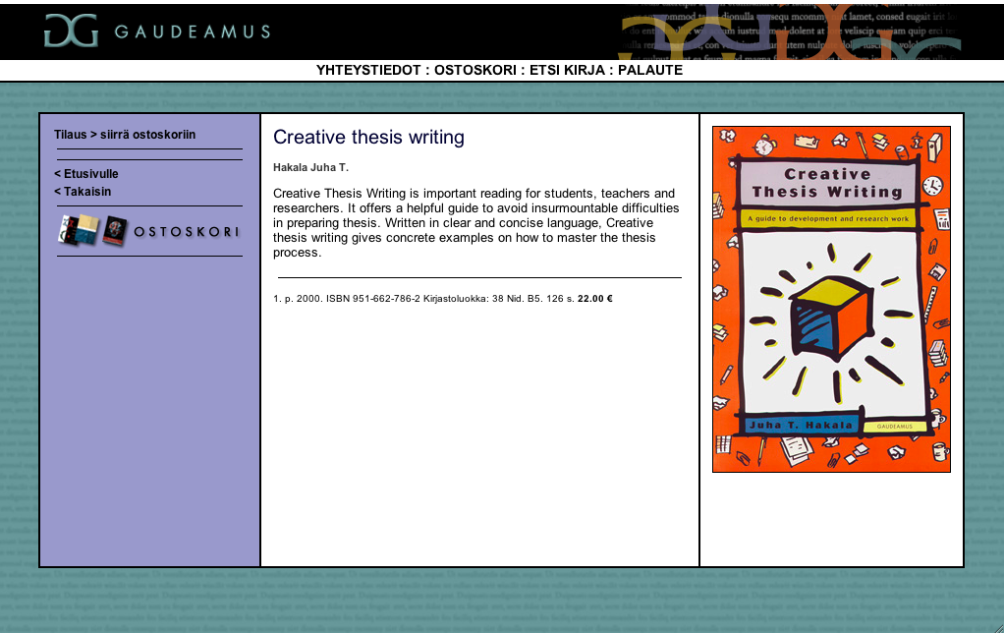 GAUDEAMUS
YHTEYSTIEDOT : OSTOSKORI : ETSI KIRJA : PALAUTE
Tilaus > siirrä ostoskoriin
< Etusivulle
< Takaisin
OSTOSKORI
Creative thesis writing
Hakala Juha T.
Creative Thesis Writing is important reading for students, teachers and
researchers. It offers a helpful guide to avoid insurmountable difficulties
in preparing thesis. Written in clear and concise language, Creative
thesis writing gives concrete examples on how to master the thesis
process.
1. p. 2000. ISBN 951-662-786-2 Kirjastoluokka: 38 Nid. B5. 126 s. 22.00 €
Creative
Thesis Writing
A guide to development and research work
Juha T. Hakala
GAUDEAMUS